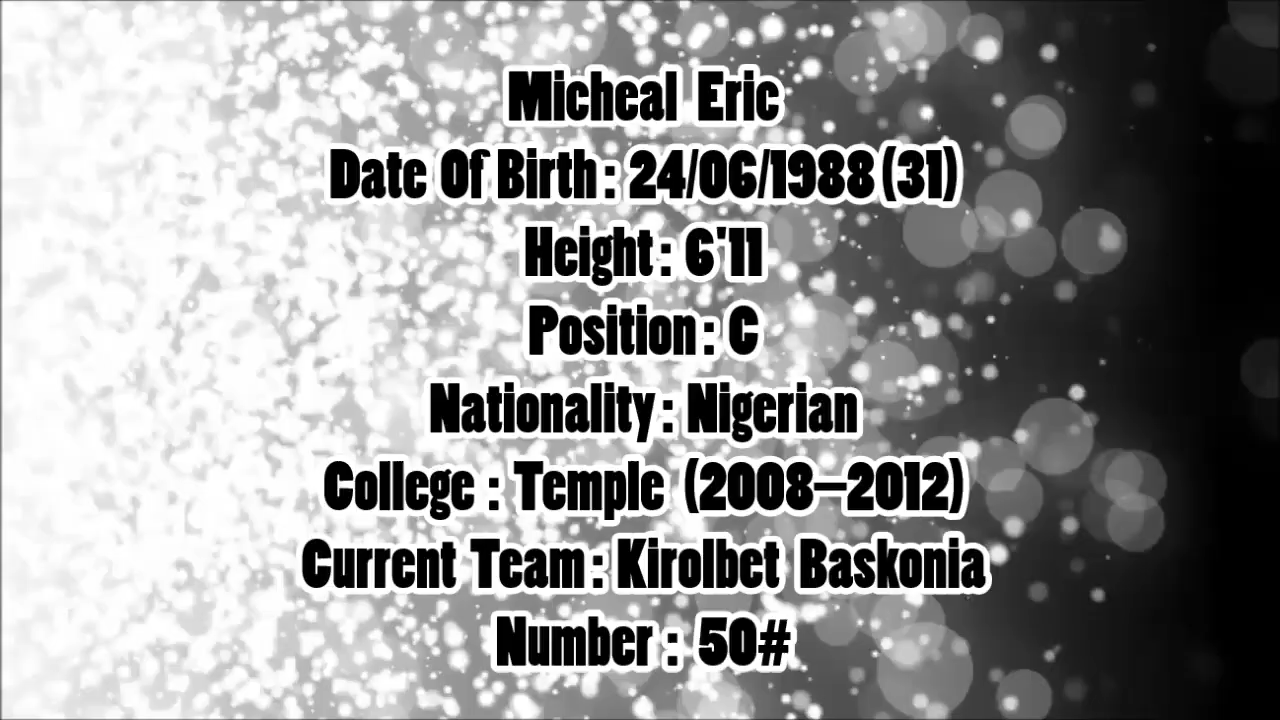 Micheal Eric
Date Of Birth : 24/06/1988 (31)
Height : 6'11
Position : C
Nationality : Nigerian
College : Temple (2008–2012)
Current Team : Kirolbet Baskonia
Number : 50#